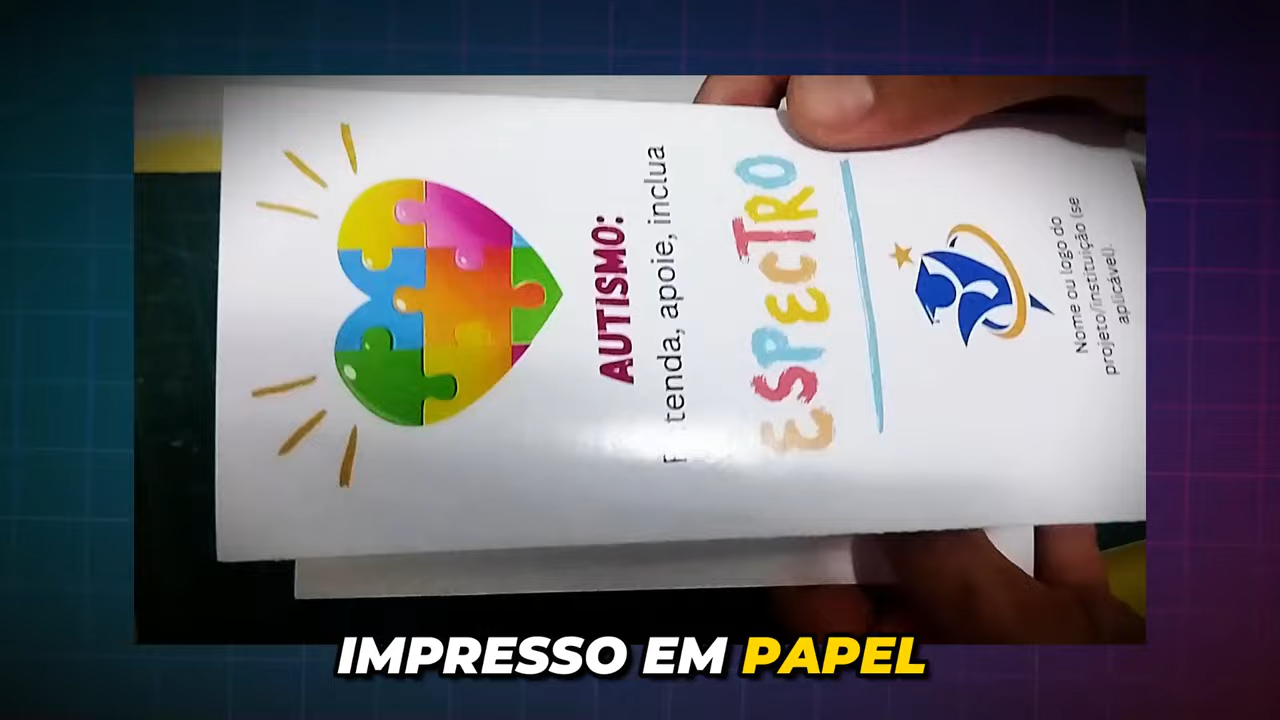 AUTISMO:
tenda, apoie, inclua
ESPECTRO
Nome ou logo do
projeto/instituição (se
aplicável).
IMPRESSO EM PAPEL